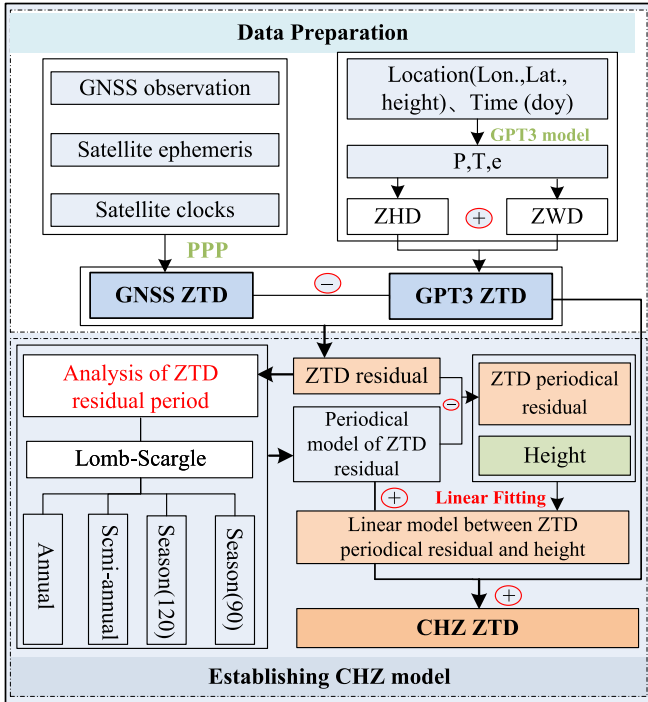 Data Preparation
GNSS observation
Satellite ephemeris
Satellite clocks
PPP
Location(Lon.,Lat.,
height)、Time (doy)
GPT3 model
P,T,e
ZHD
+
ZWD
GNSS ZTD
−
GPT3 ZTD
Analysis of ZTD
residual period
Lomb-Scargle
Annual
Scmi-annual
Season(120)
Season(90)
ZTD residual
−
Periodical
model of ZTD
residual
ZTD periodical
residual
Height
+
Linear Fitting
Linear model between ZTD
periodical residual and height
+
CHZ ZTD
Establishing CHZ model